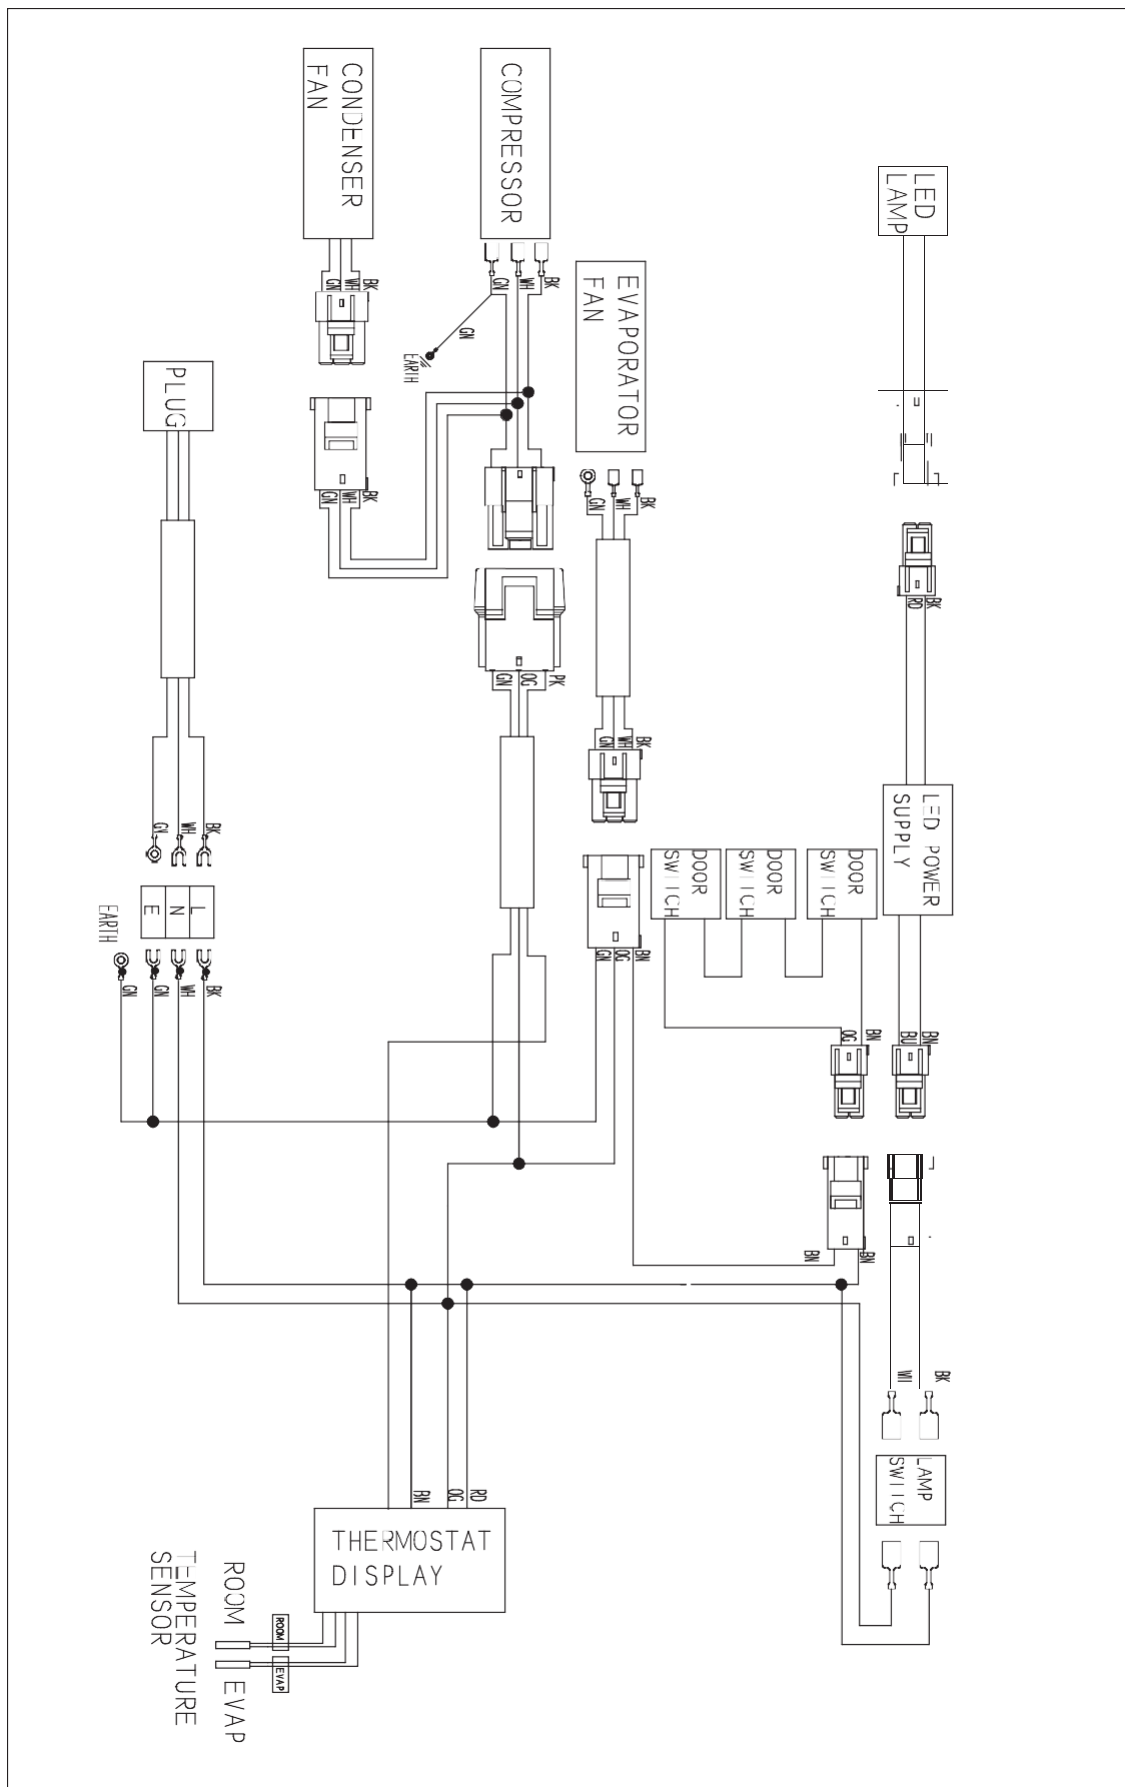 CONDENSER
FAN
COMPRESSOR
LED
LAMP
BK
WH
GN
BK
WH
GN
GN
EARTH
EVAPORATOR
FAN
PLUG
BK
WH
GN
BK
WH
GN
BK
RD
PK
OG
GN
BK
WH
GN
LED POWER
SUPPLY
DOOR
SWITCH
DOOR
SWITCH
DOOR
SWITCH
BK
WH
L
N
E
EARTH
BK
WH
GN
GN
BN
OG
GN
BN
OG
BN
BU
BN
BN
BK
LAMP
SWITCH
RD
OG
BN
THERMOSTAT
DISPLAY
ROOM
EVAP
ROOM
EVAP
TEMPERATURE
SENSOR